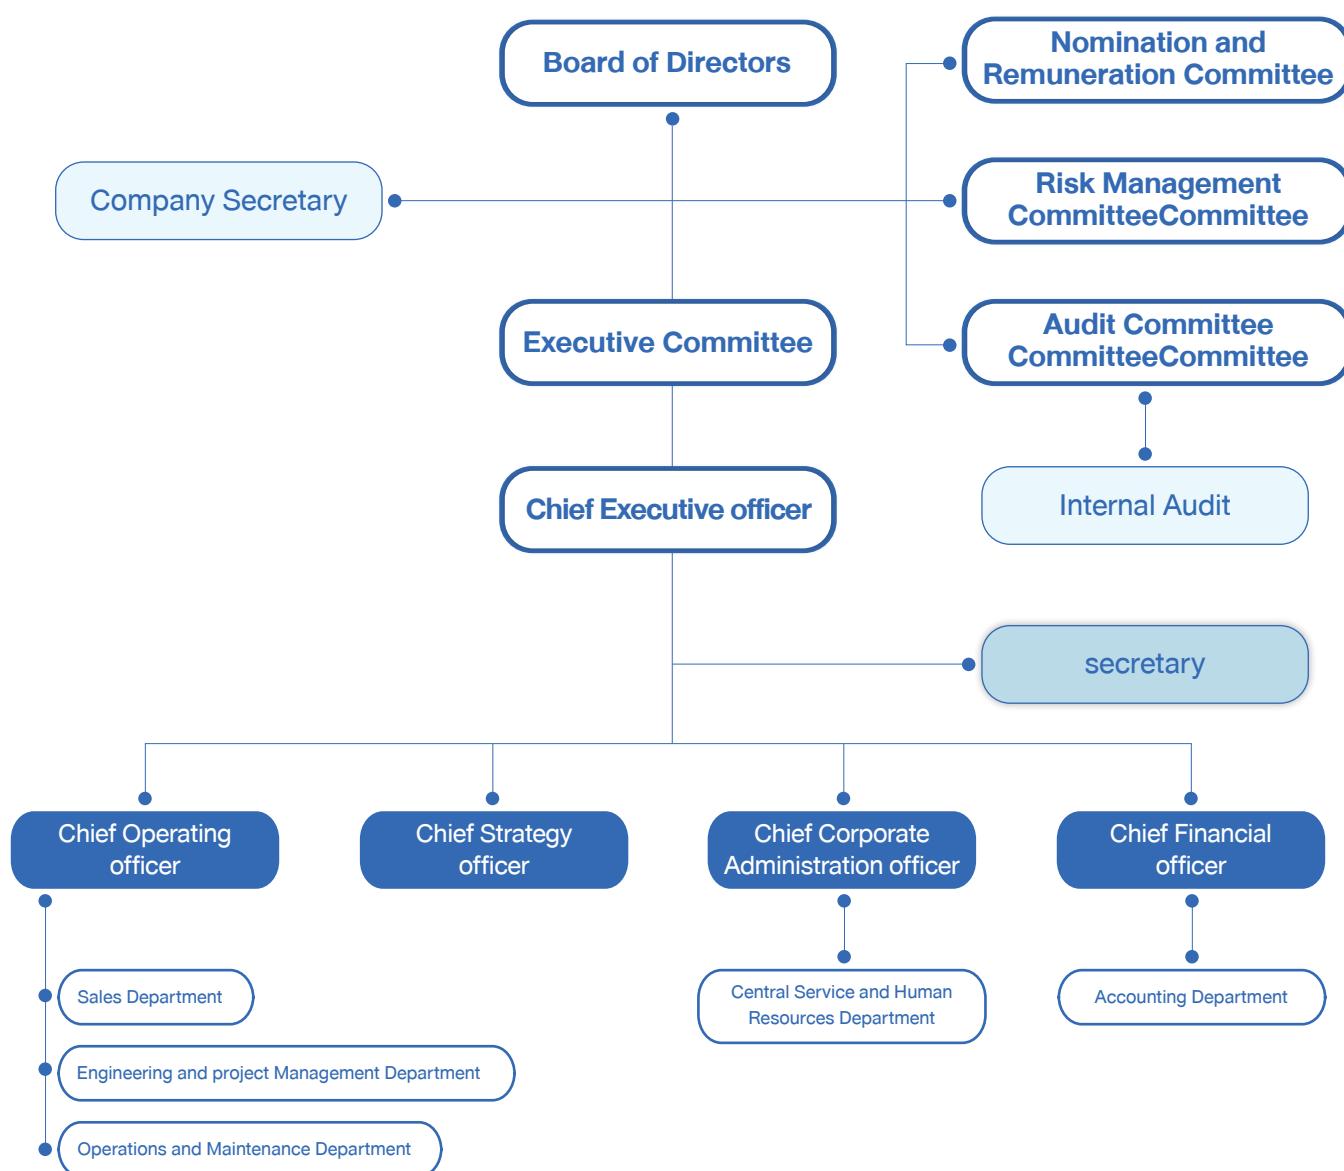 Board of Directors
Nomination and
Remuneration Committee
Company Secretary
Risk Management
CommitteeCommittee
Executive Committee
Audit Committee
CommitteeCommittee
Chief Executive officer
Internal Audit
secretary
Chief Operating
officer
Chief Strategy
officer
Chief Corporate
Administration officer
Chief Financial
officer
Sales Department
Engineering and project Management Department
Operations and Maintenance Department
Central Service and Human
Resources Department
Accounting Department